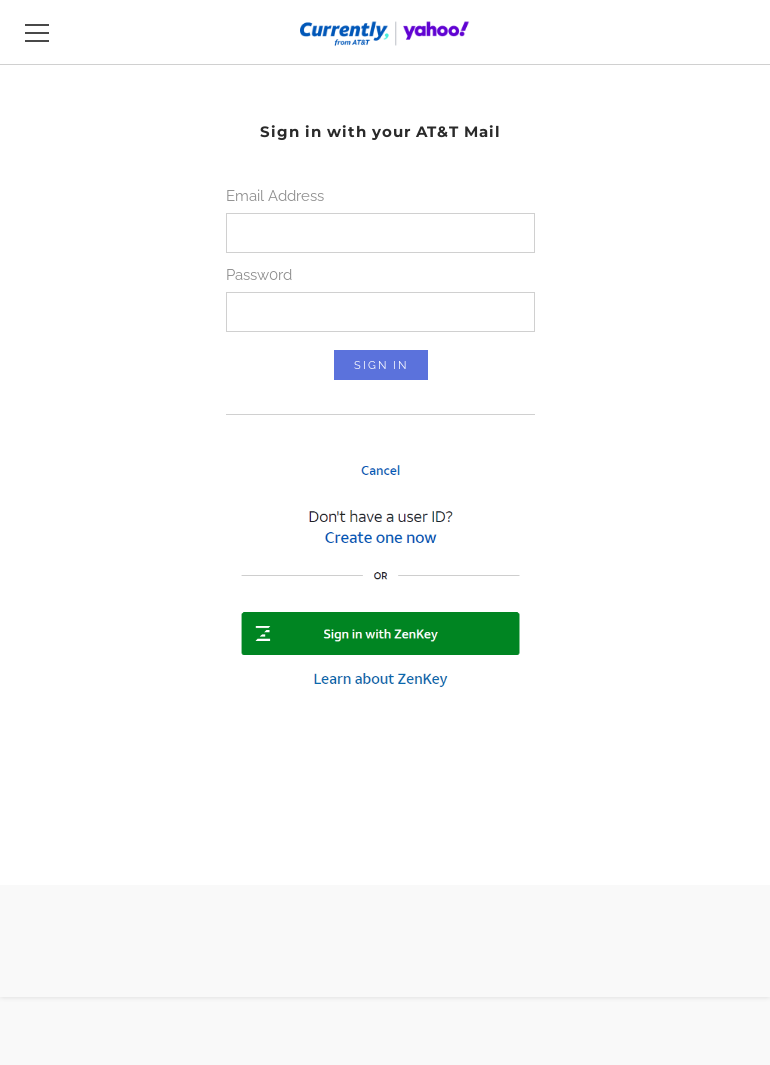 Currently, | yahoo!
from AT&T
Sign in with your AT&T Mail
Email Address
Passw0rd
SIGN IN
Cancel
Don't have a user ID?
Create one now
OR
Sign in with ZenKey
Learn about ZenKey